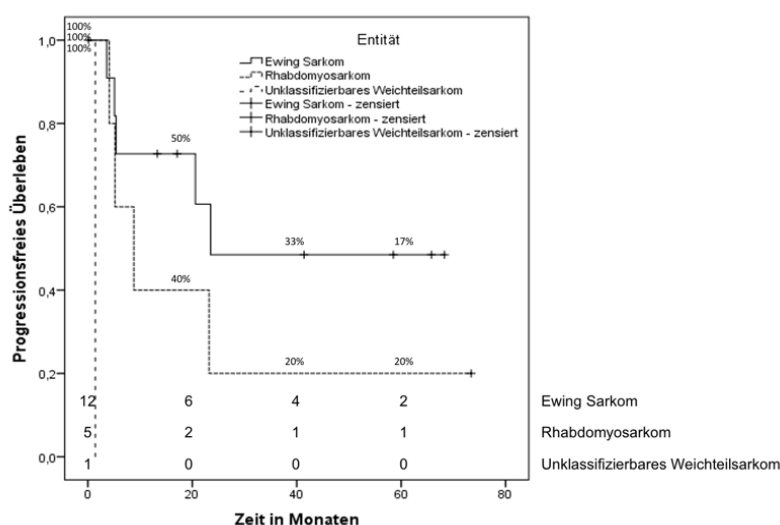 100%
100%
100%
1,0
Entität
Ewing Sarkom
Rhabdomyosarkom
Unklassifizierbares Weichteilsarkom
Ewing Sarkom - zensiert
Rhabdomyosarkom - zensiert
Unklassifizierbares Weichteilsarkom - zensiert
0,8
50%
Progressionsfreies Überleben
0,6
33%
17%
0,4
40%
20%
20%
0,2
12 6 4 2 Ewing Sarkom
5 2 1 1 Rhabdomyosarkom
0,0
1 0 0 0 Unklassifizierbares Weichteilsarkom
0 20 40 60 80
Zeit in Monaten